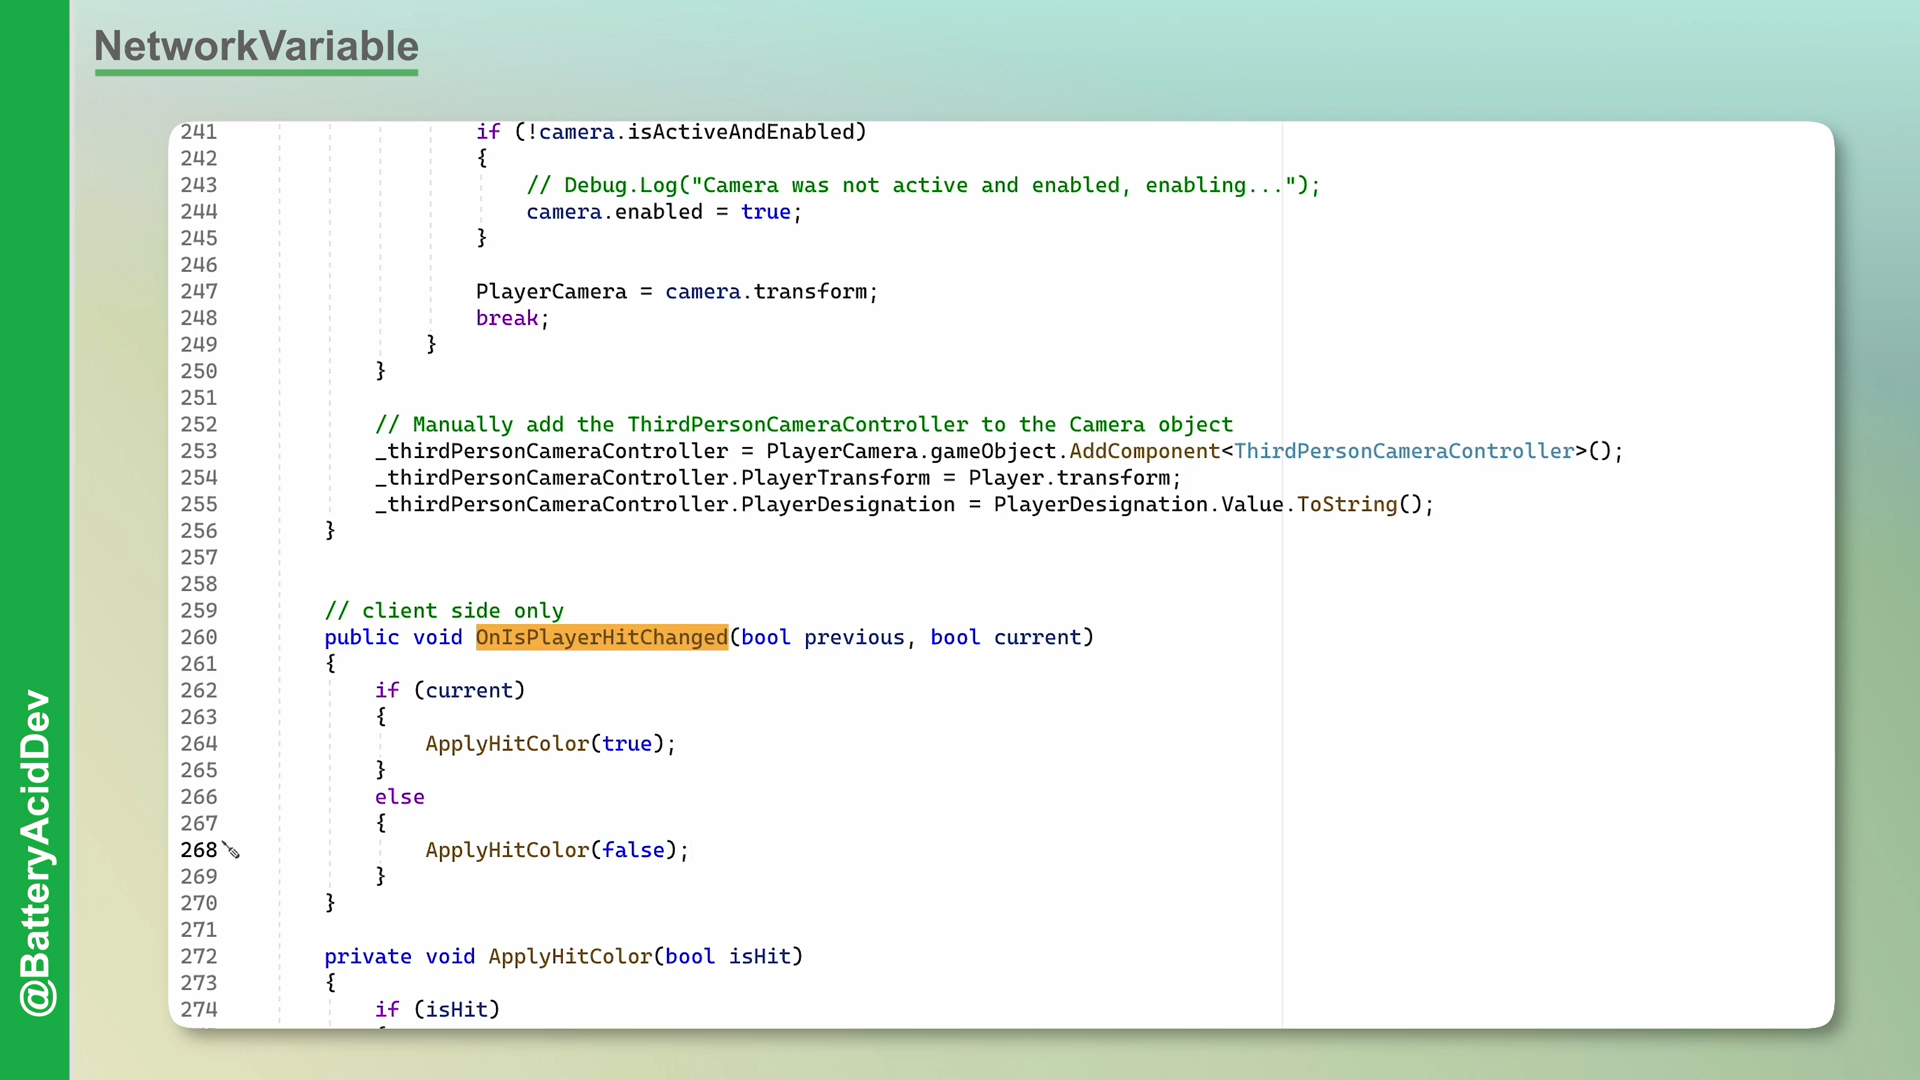 NetworkVariable
241 if (!camera.isActiveAndEnabled)
242 {
243 // Debug.Log("Camera was not active and enabled, enabling...");
244 camera.enabled = true;
245 }
246
247 PlayerCamera = camera.transform;
248 break;
249 }
250 }
251
252 // Manually add the ThirdPersonCameraController to the Camera object
253 _thirdPersonCameraController = PlayerCamera.gameObject.AddComponent<ThirdPersonCameraController>();
254 _thirdPersonCameraController.PlayerTransform = Player.transform;
255 _thirdPersonCameraController.PlayerDesignation = PlayerDesignation.Value.ToString();
256 }
257
258
259 // client side only
260 public void OnIsPlayerHitChanged(bool previous, bool current)
261 {
262 if (current)
263 {
264 ApplyHitColor(true);
265 }
266 else
267 {
268 ApplyHitColor(false);
269 }
270 }
271
272 private void ApplyHitColor(bool isHit)
273 {
274 if (isHit)
@BatteryAcidDev